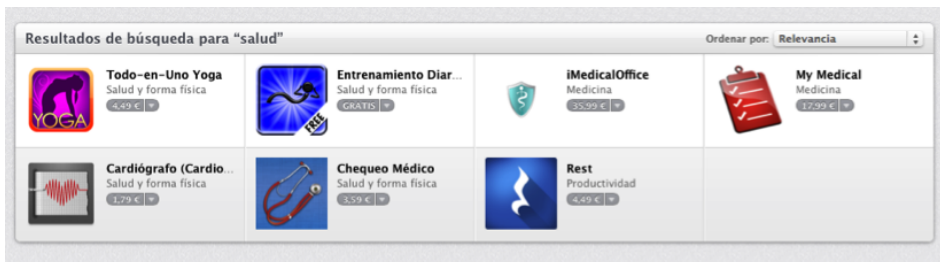 Resultados de búsqueda para “salud”
Ordenar por: Relevancia
YOGA
Todo-en-Uno Yoga
Salud y forma física
4,49 €
FREE
Entrenamiento Diar...
Salud y forma física
GRATIS
iMedicalOffice
Medicina
35,99 €
My Medical
Medicina
17,99 €
Cardiógrafo (Cardio...
Salud y forma física
1,79 €
Chequeo Médico
Salud y forma física
3,59 €
Rest
Productividad
4,49 €